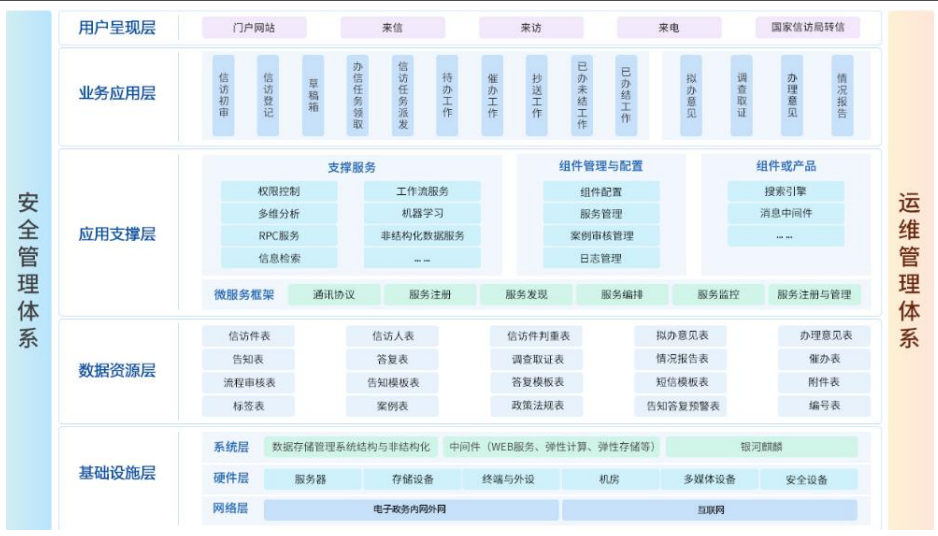 安全管理体系
用户呈现层
门户网站 来信 来访 来电 国家信访局转信
业务应用层
信访初审 信访登记 草稿箱 办信任务领取 信访任务派发 待办工作 催办工作 抄送工作 已办未结工作 已办结工作 拟办意见 调查取证 办理意见 情况报告
应用支撑层
支撑服务
权限控制 工作流服务
多维分析 机器学习
RPC服务 非结构化数据服务
信息检索 ... ...
组件管理与配置
组件配置
服务管理
案例审核管理
日志管理
组件或产品
搜索引擎
消息中间件
... ...
微服务框架 通讯协议 服务注册 服务发现 服务编排 服务监控 服务注册与管理
数据资源层
信访件表 信访人表 信访件判重表 拟办意见表 办理意见表
告知表 答复表 调查取证表 情况报告表 催办表
流程审核表 告知模板表 答复模板表 短信模板表 附件表
标签表 案例表 政策法规表 告知答复预警表 编号表
基础设施层
系统层 数据存储管理系统结构与非结构化 中间件（WEB服务、弹性计算、弹性存储等） 银河麒麟
硬件层 服务器 存储设备 终端与外设 机房 多媒体设备 安全设备
网络层 电子政务内网外网 互联网
运维管理体系